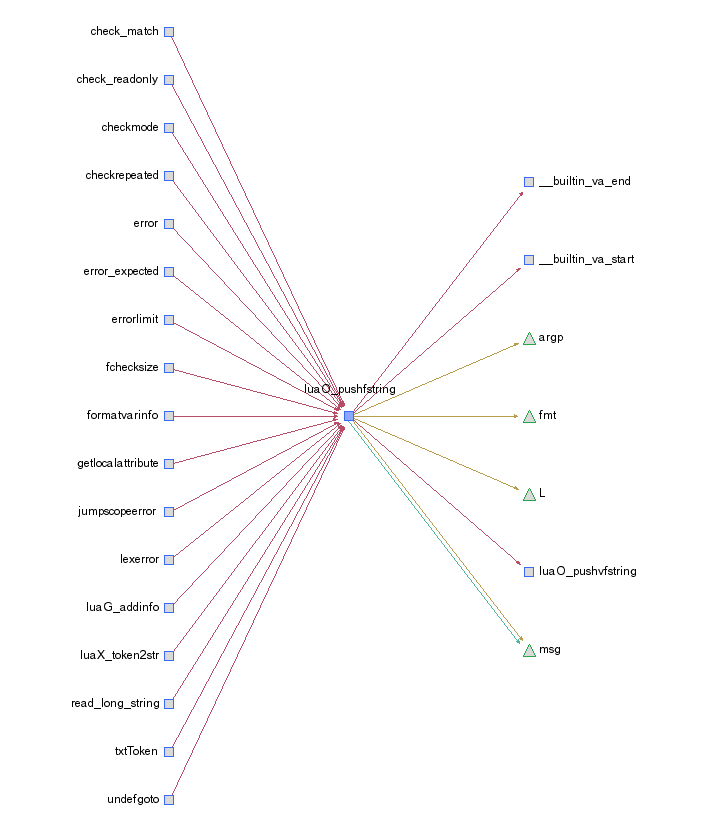 check_match
check_readonly
checkmode
checkrepeated
error
error_expected
errorlimit
fchecksize
formatvarinfo
getlocalattribute
jumpscopeerror
lexerror
luaG_addinfo
luaX_token2str
read_long_string
txtToken
undefgoto
luaO_pushfstring
__builtin_va_end
__builtin_va_start
argp
fmt
L
luaO_pushvfstring
msg